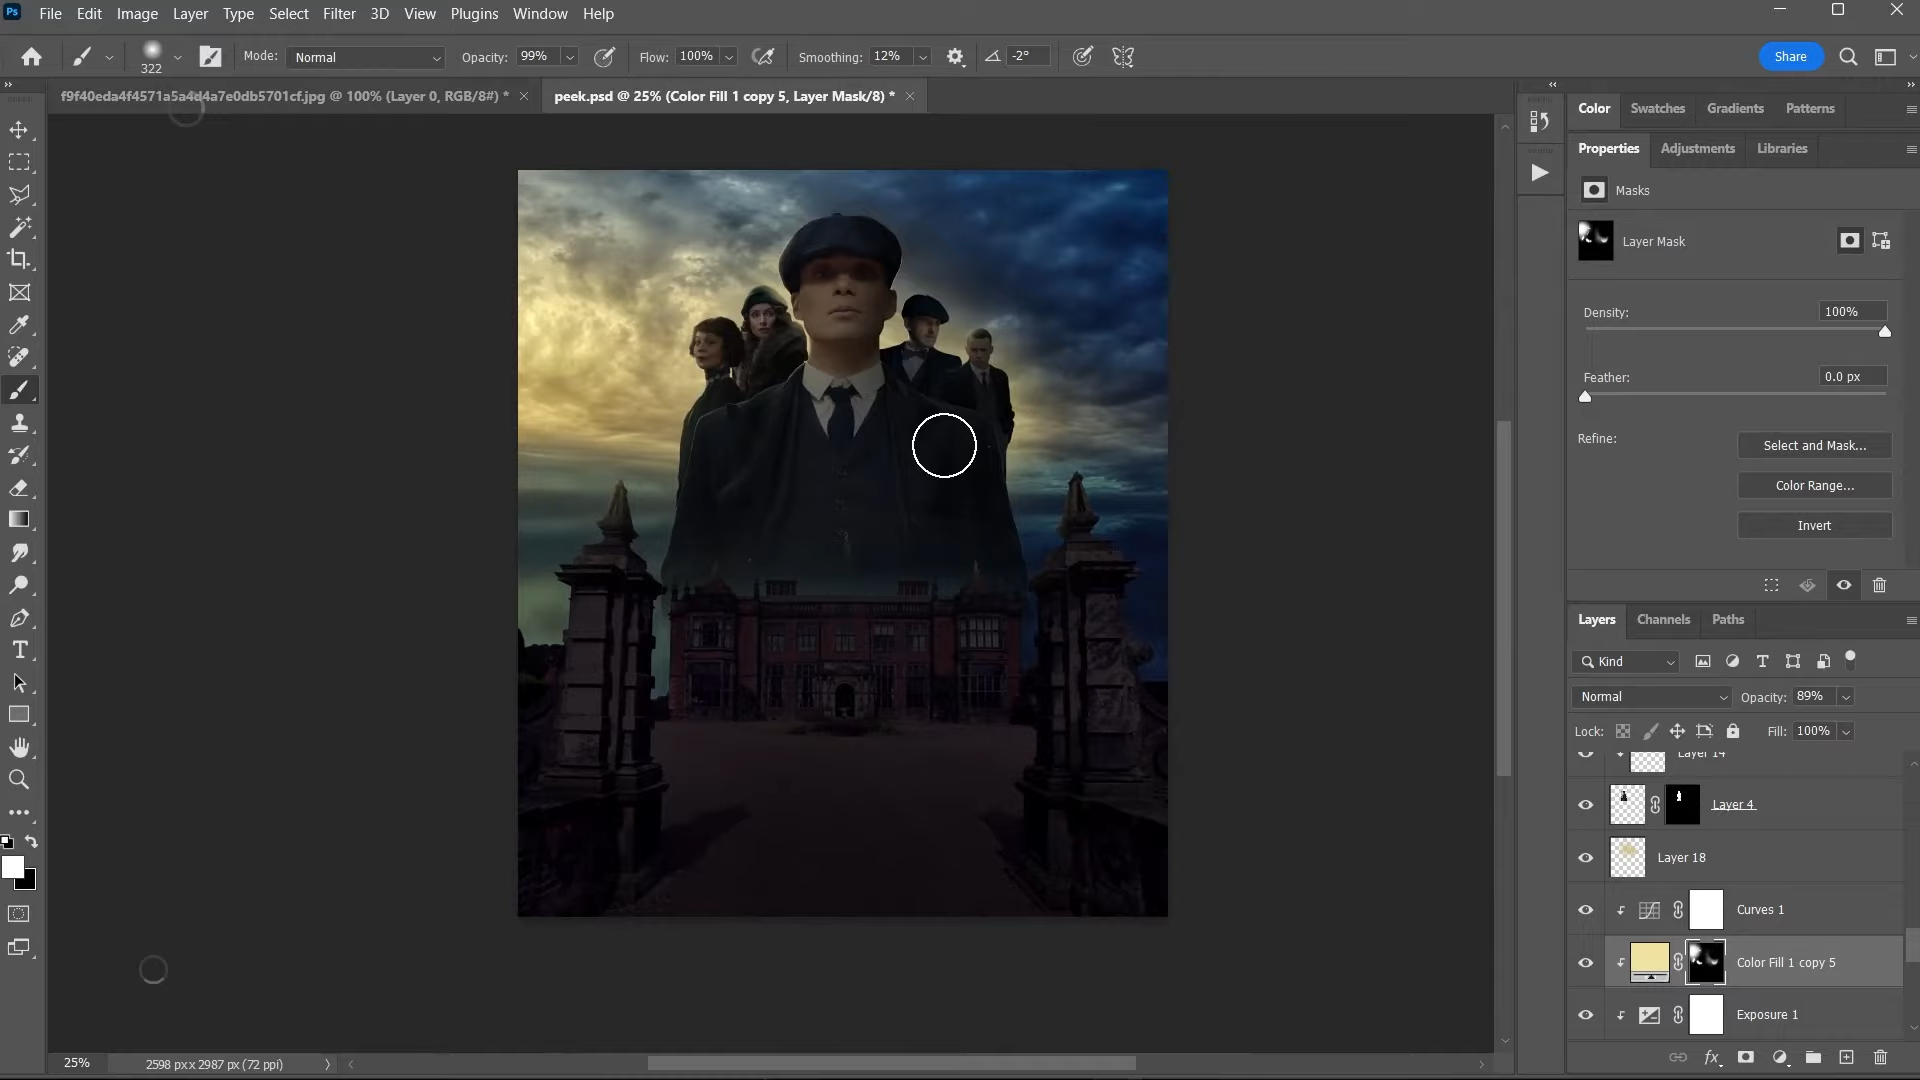 Ps File Edit Image Layer Type Select Filter 3D View Plugins Window Help
322 Mode: Normal Opacity: 99% Flow: 100% Smoothing: 12% -2° Share
f9f40eda4f4571a5a4d4a7e0db5701cf.jpg @ 100% (Layer 0, RGB/8#) * peek.psd @ 25% (Color Fill 1 copy 5, Layer Mask/8) *
Color Swatches Gradients Patterns
Properties Adjustments Libraries
Masks
Layer Mask
Density: 100%
Feather: 0.0 px
Refine: Select and Mask...
Color Range...
Invert
Layers Channels Paths
Kind
Normal Opacity: 89%
Lock: Fill: 100%
Layer 14
Layer 4
Layer 18
Curves 1
Color Fill 1 copy 5
Exposure 1
fx
25% 2598 px x 2987 px (72 ppi)